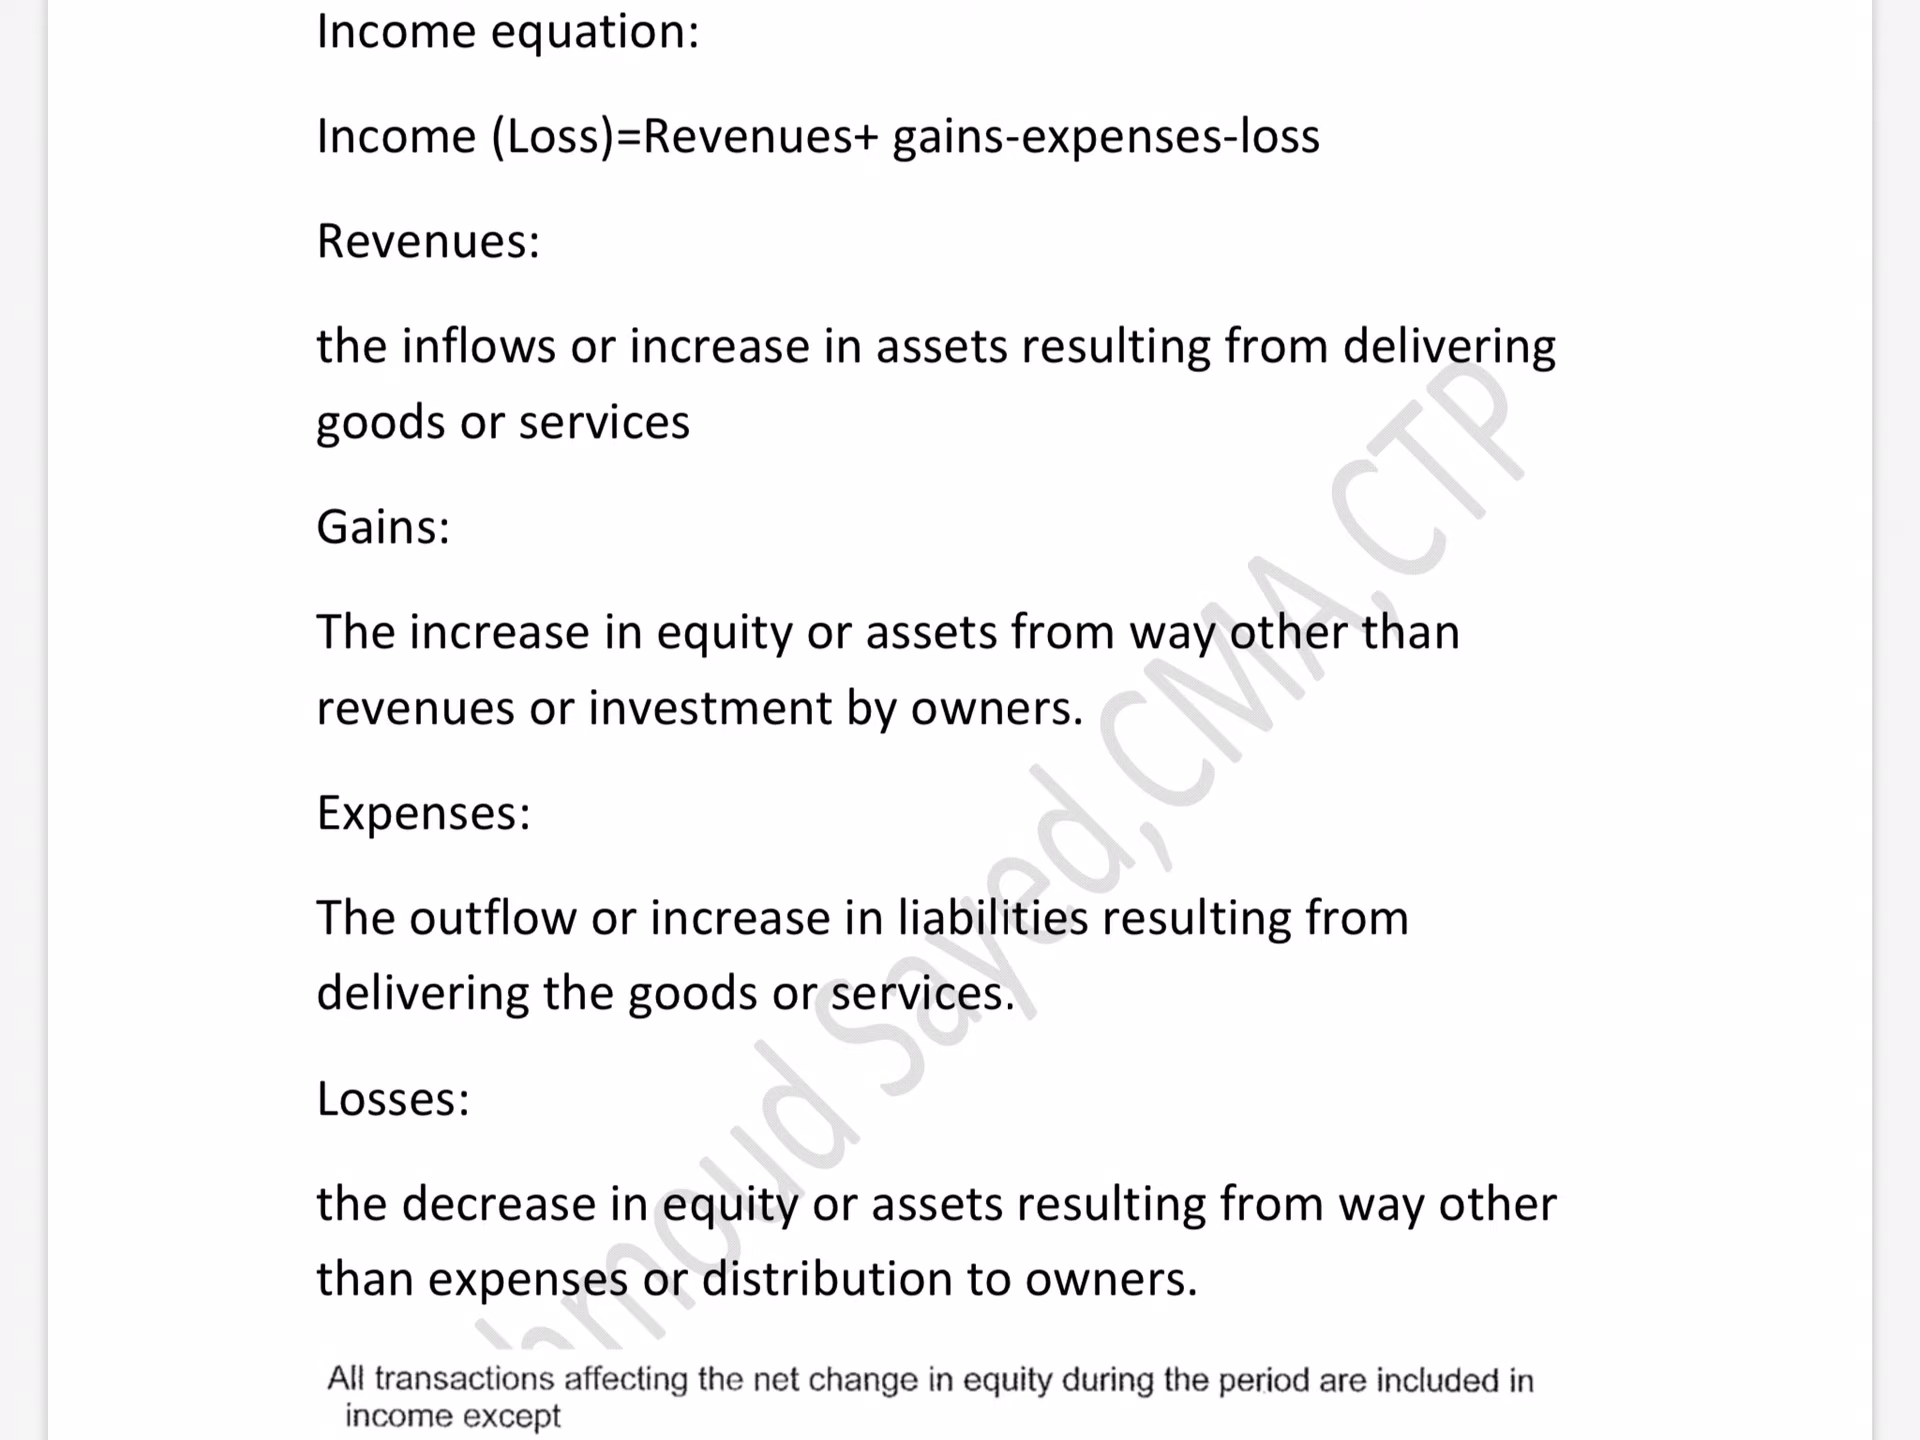 Income equation:
Income (Loss)=Revenues+ gains-expenses-loss
Revenues:
the inflows or increase in assets resulting from delivering
goods or services
Gains:
The increase in equity or assets from way other than
revenues or investment by owners.
Expenses:
The outflow or increase in liabilities resulting from
delivering the goods or services.
Losses:
the decrease in equity or assets resulting from way other
than expenses or distribution to owners.
All transactions affecting the net change in equity during the period are included in
income except
Sayed,CMA,CTP